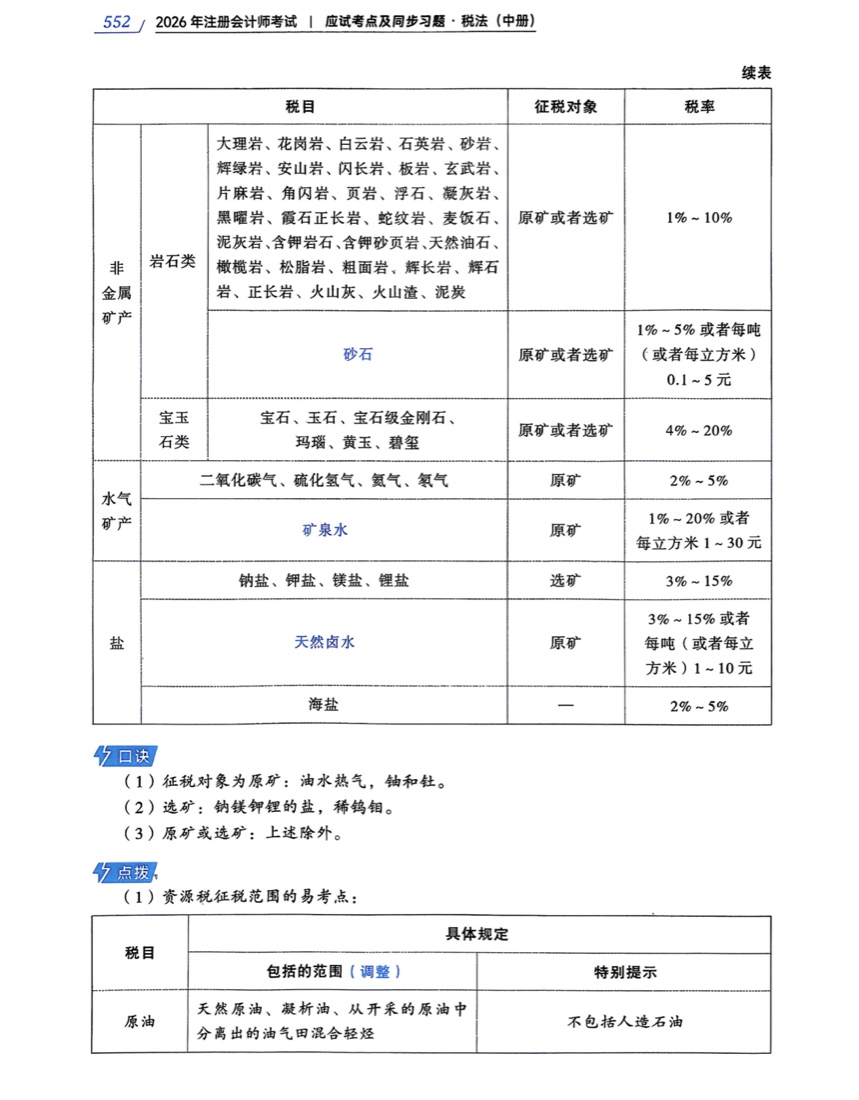 552 / 2026 年注册会计师考试 | 应试考点及同步习题 · 税法（中册）
续表
税目
征税对象
税率
非
金属
矿产
岩石类
大理岩、花岗岩、白云岩、石英岩、砂岩、
辉绿岩、安山岩、闪长岩、板岩、玄武岩、
片麻岩、角闪岩、页岩、浮石、凝灰岩、
黑曜岩、霞石正长岩、蛇纹岩、麦饭石、
泥灰岩、含钾岩石、含钾砂页岩、天然油石、
橄榄岩、松脂岩、粗面岩、辉长岩、辉石
岩、正长岩、火山灰、火山渣、泥炭
原矿或者选矿
1% ~ 10%
砂石
原矿或者选矿
1% ~ 5% 或者每吨
（或者每立方米）
0.1 ~ 5 元
宝玉
石类
宝石、玉石、宝石级金刚石、
玛瑙、黄玉、碧玺
原矿或者选矿
4% ~ 20%
水气
矿产
二氧化碳气、硫化氢气、氦气、氡气
原矿
2% ~ 5%
矿泉水
原矿
1% ~ 20% 或者
每立方米 1 ~ 30 元
盐
钠盐、钾盐、镁盐、锂盐
选矿
3% ~ 15%
天然卤水
原矿
3% ~ 15% 或者
每吨（或者每立
方米）1 ~ 10 元
海盐
—
2% ~ 5%
口诀
（1）征税对象为原矿：油水热气，铀和钍。
（2）选矿：钠镁钾锂的盐，稀钨钼。
（3）原矿或选矿：上述除外。
点拨
（1）资源税征税范围的易考点：
税目
具体规定
包括的范围（调整）
特别提示
原油
天然原油、凝析油、从开采的原油中
分离出的油气田混合轻烃
不包括人造石油